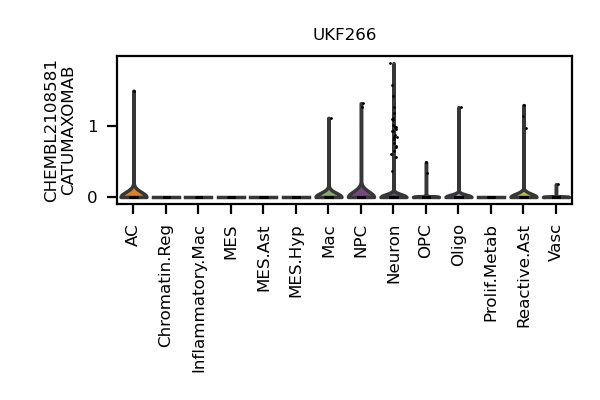 UKF266
CHEMBL2108581
CATUMAXOMAB
1
0
AC
Chromatin.Reg
Inflammatory.Mac
MES
MES.Ast
MES.Hyp
Mac
NPC
Neuron
OPC
Oligo
Prolif.Metab
Reactive.Ast
Vasc